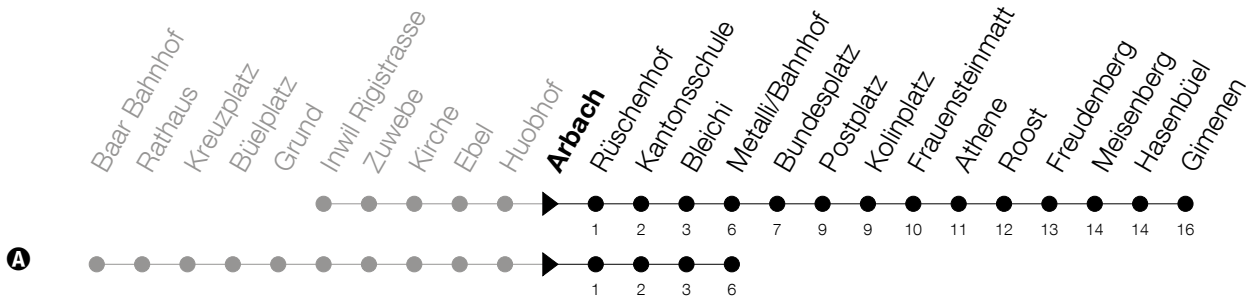 Baar Bahnhof
Rathaus
Kreuzplatz
Büelplatz
Grund
Inwil Rigistrasse
Zuwebe
Kirche
Ebel
Huobhof
Arbach
Rüschenhof
Kantonsschule
Bleichi
Metalli/Bahnhof
Bundesplatz
Postplatz
Kolinplatz
Frauensteinmatt
Athene
Roost
Freudenberg
Meisenberg
Hasenbüel
Gimenen
1 2 3 6 7 9 9 10 11 12 13 14 14 16
A
1 2 3 6